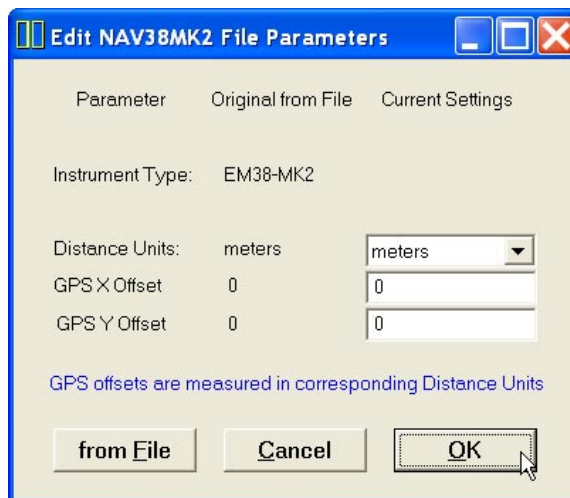 Edit NAV38MK2 File Parameters
Parameter Original from File Current Settings
Instrument Type: EM38-MK2
Distance Units: meters meters
GPS X Offset 0 0
GPS Y Offset 0 0
GPS offsets are measured in corresponding Distance Units
from File Cancel OK